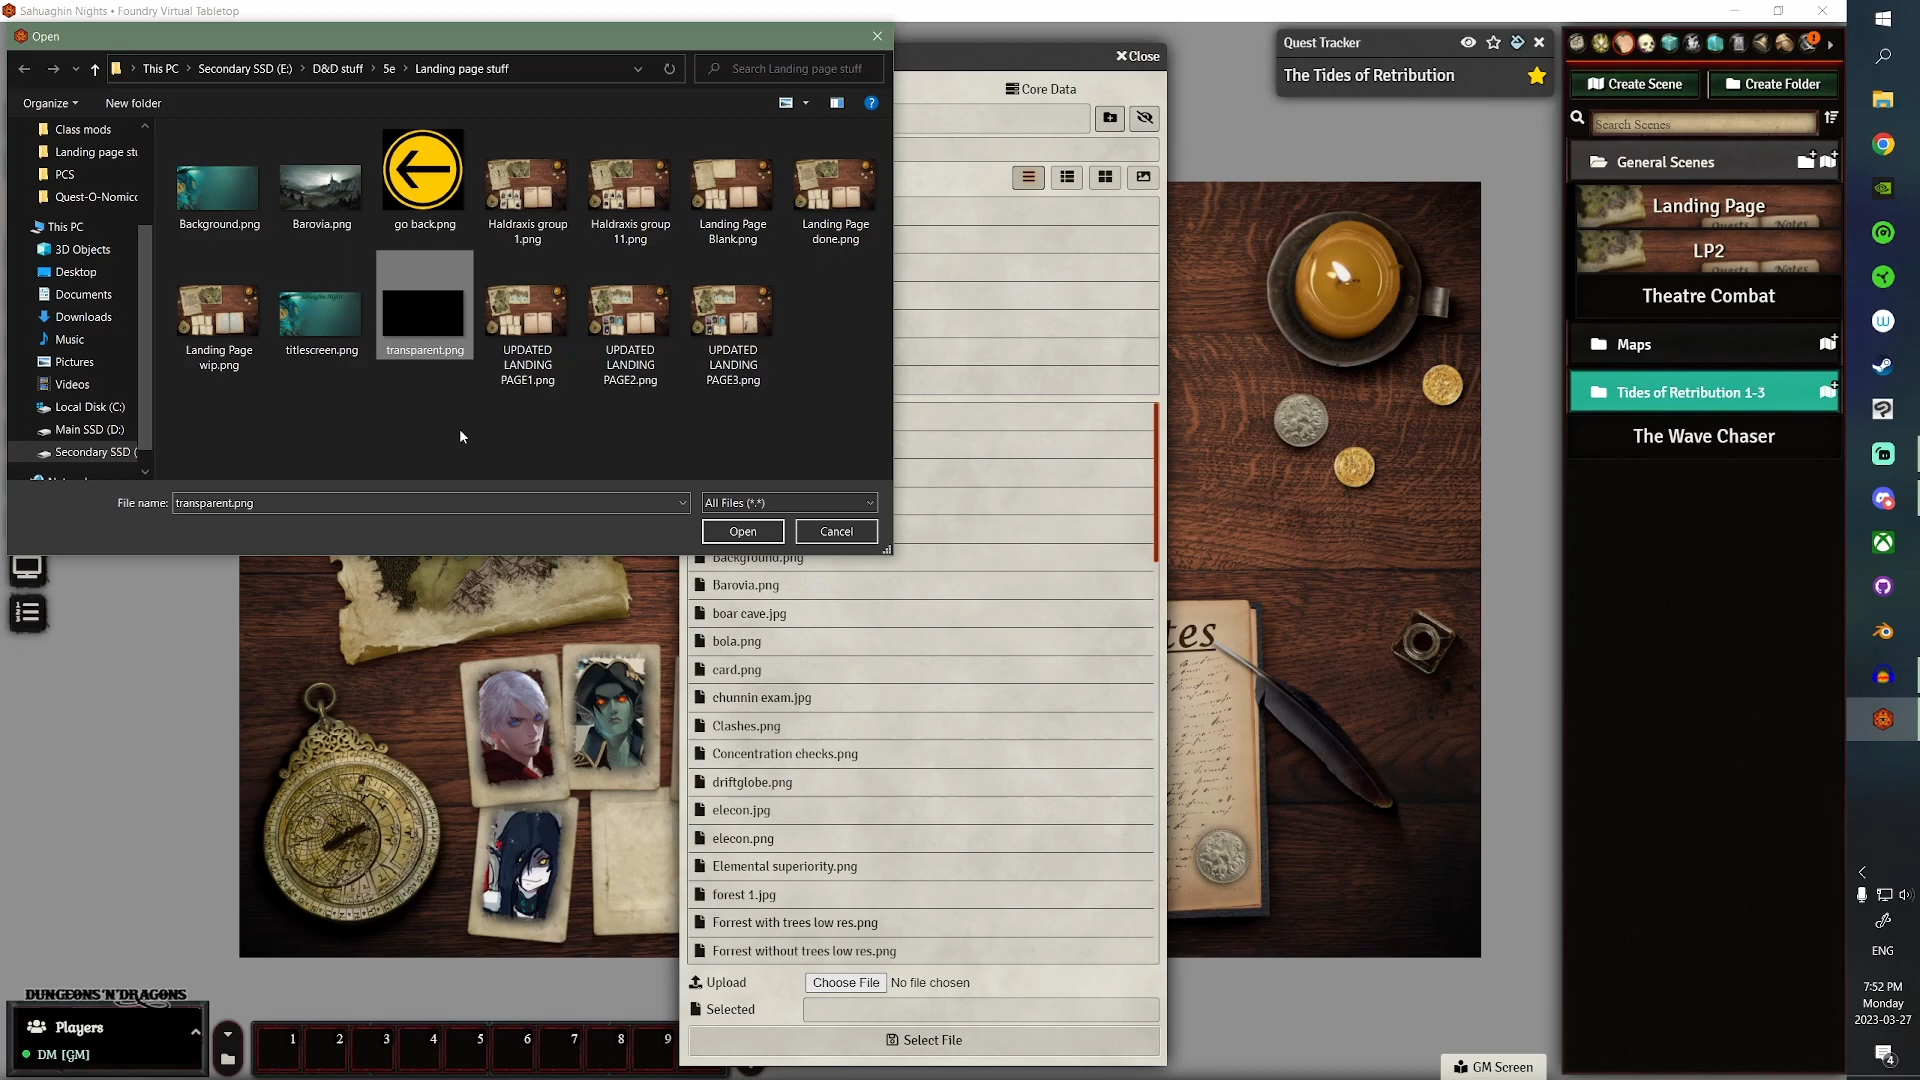 Sahuaghin Nights • Foundry Virtual Tabletop
Open
This PC > Secondary SSD (E:) > D&D stuff > 5e > Landing page stuff
Search Landing page stuff
Organize
New folder
Class mods
Landing page stu
PCS
Quest-O-Nomico
This PC
3D Objects
Desktop
Documents
Downloads
Music
Pictures
Videos
Local Disk (C:)
Main SSD (D:)
Secondary SSD (
Background.png
Barovia.png
go back.png
Haldraxis group
1.png
Haldraxis group
11.png
Landing Page
Blank.png
Landing Page
done.png
Landing Page
wip.png
titlescreen.png
transparent.png
UPDATED
LANDING
PAGE1.png
UPDATED
LANDING
PAGE2.png
UPDATED
LANDING
PAGE3.png
File name: transparent.png
All Files (*.*)
Open
Cancel
Close
Core Data
Background.png
Barovia.png
boar cave.jpg
bola.png
card.png
chunnin exam.jpg
Clashes.png
Concentration checks.png
driftglobe.png
elecon.jpg
elecon.png
Elemental superiority.png
forest 1.jpg
Forrest with trees low res.png
Forrest without trees low res.png
Upload
Choose File No file chosen
Selected
Select File
Quest Tracker
The Tides of Retribution
tes
Create Scene
Create Folder
Search Scenes
General Scenes
Landing Page
Quests Notes
LP2
Quests Notes
Theatre Combat
Maps
Tides of Retribution 1-3
The Wave Chaser
DUNGEONS'N'DRAGONS
Players
DM [GM]
1 2 3 4 5 6 7 8 9
GM Screen
ENG
7:52 PM
Monday
2023-03-27
4